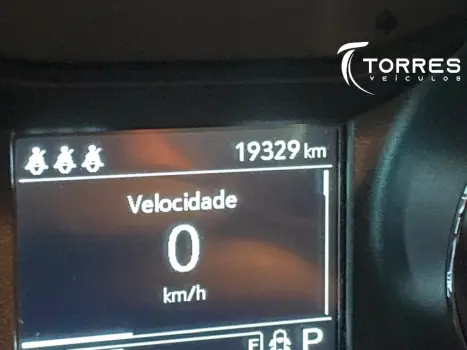 TORRES
VEÍCULOS
19329 km
Velocidade
0
km/h
E P